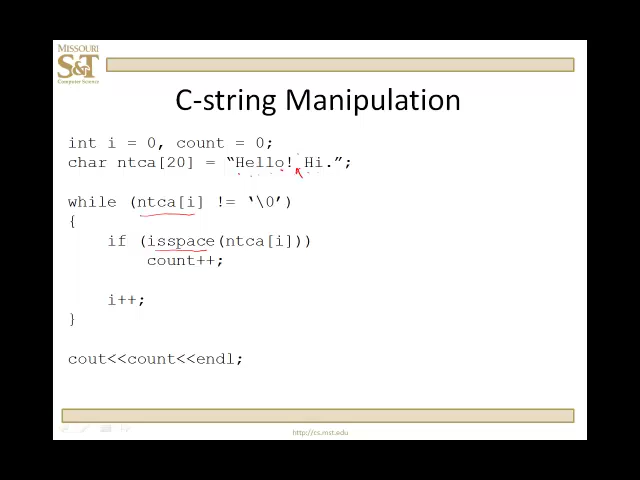 MISSOURI
S&T
Computer Science
C-string Manipulation
int i = 0, count = 0;
char ntca[20] = “Hello! Hi.”;
while (ntca[i] != ‘\0’)
{
if (isspace(ntca[i]))
count++;
i++;
}
cout<<count<<endl;
http://cs.mst.edu